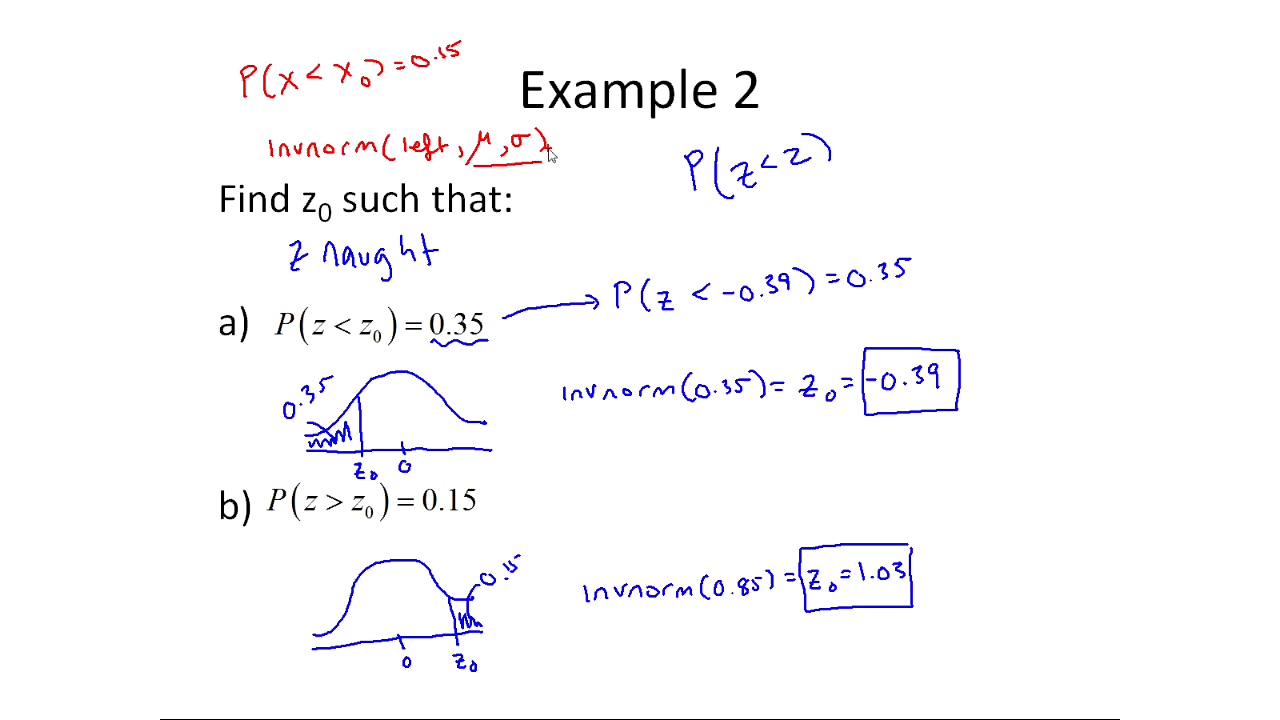 P(x < x₀) = 0.15
Example 2
invnorm(left, μ, σ)
P(z < z)
Find z₀ such that:
z naught
P(z < -0.39) = 0.35
a) P(z < z₀) = 0.35
invnorm(0.35) = z₀ = -0.39
0.35
z₀ 0
b) P(z > z₀) = 0.15
0.15
invnorm(0.85) = z₀ = 1.03
0 z₀